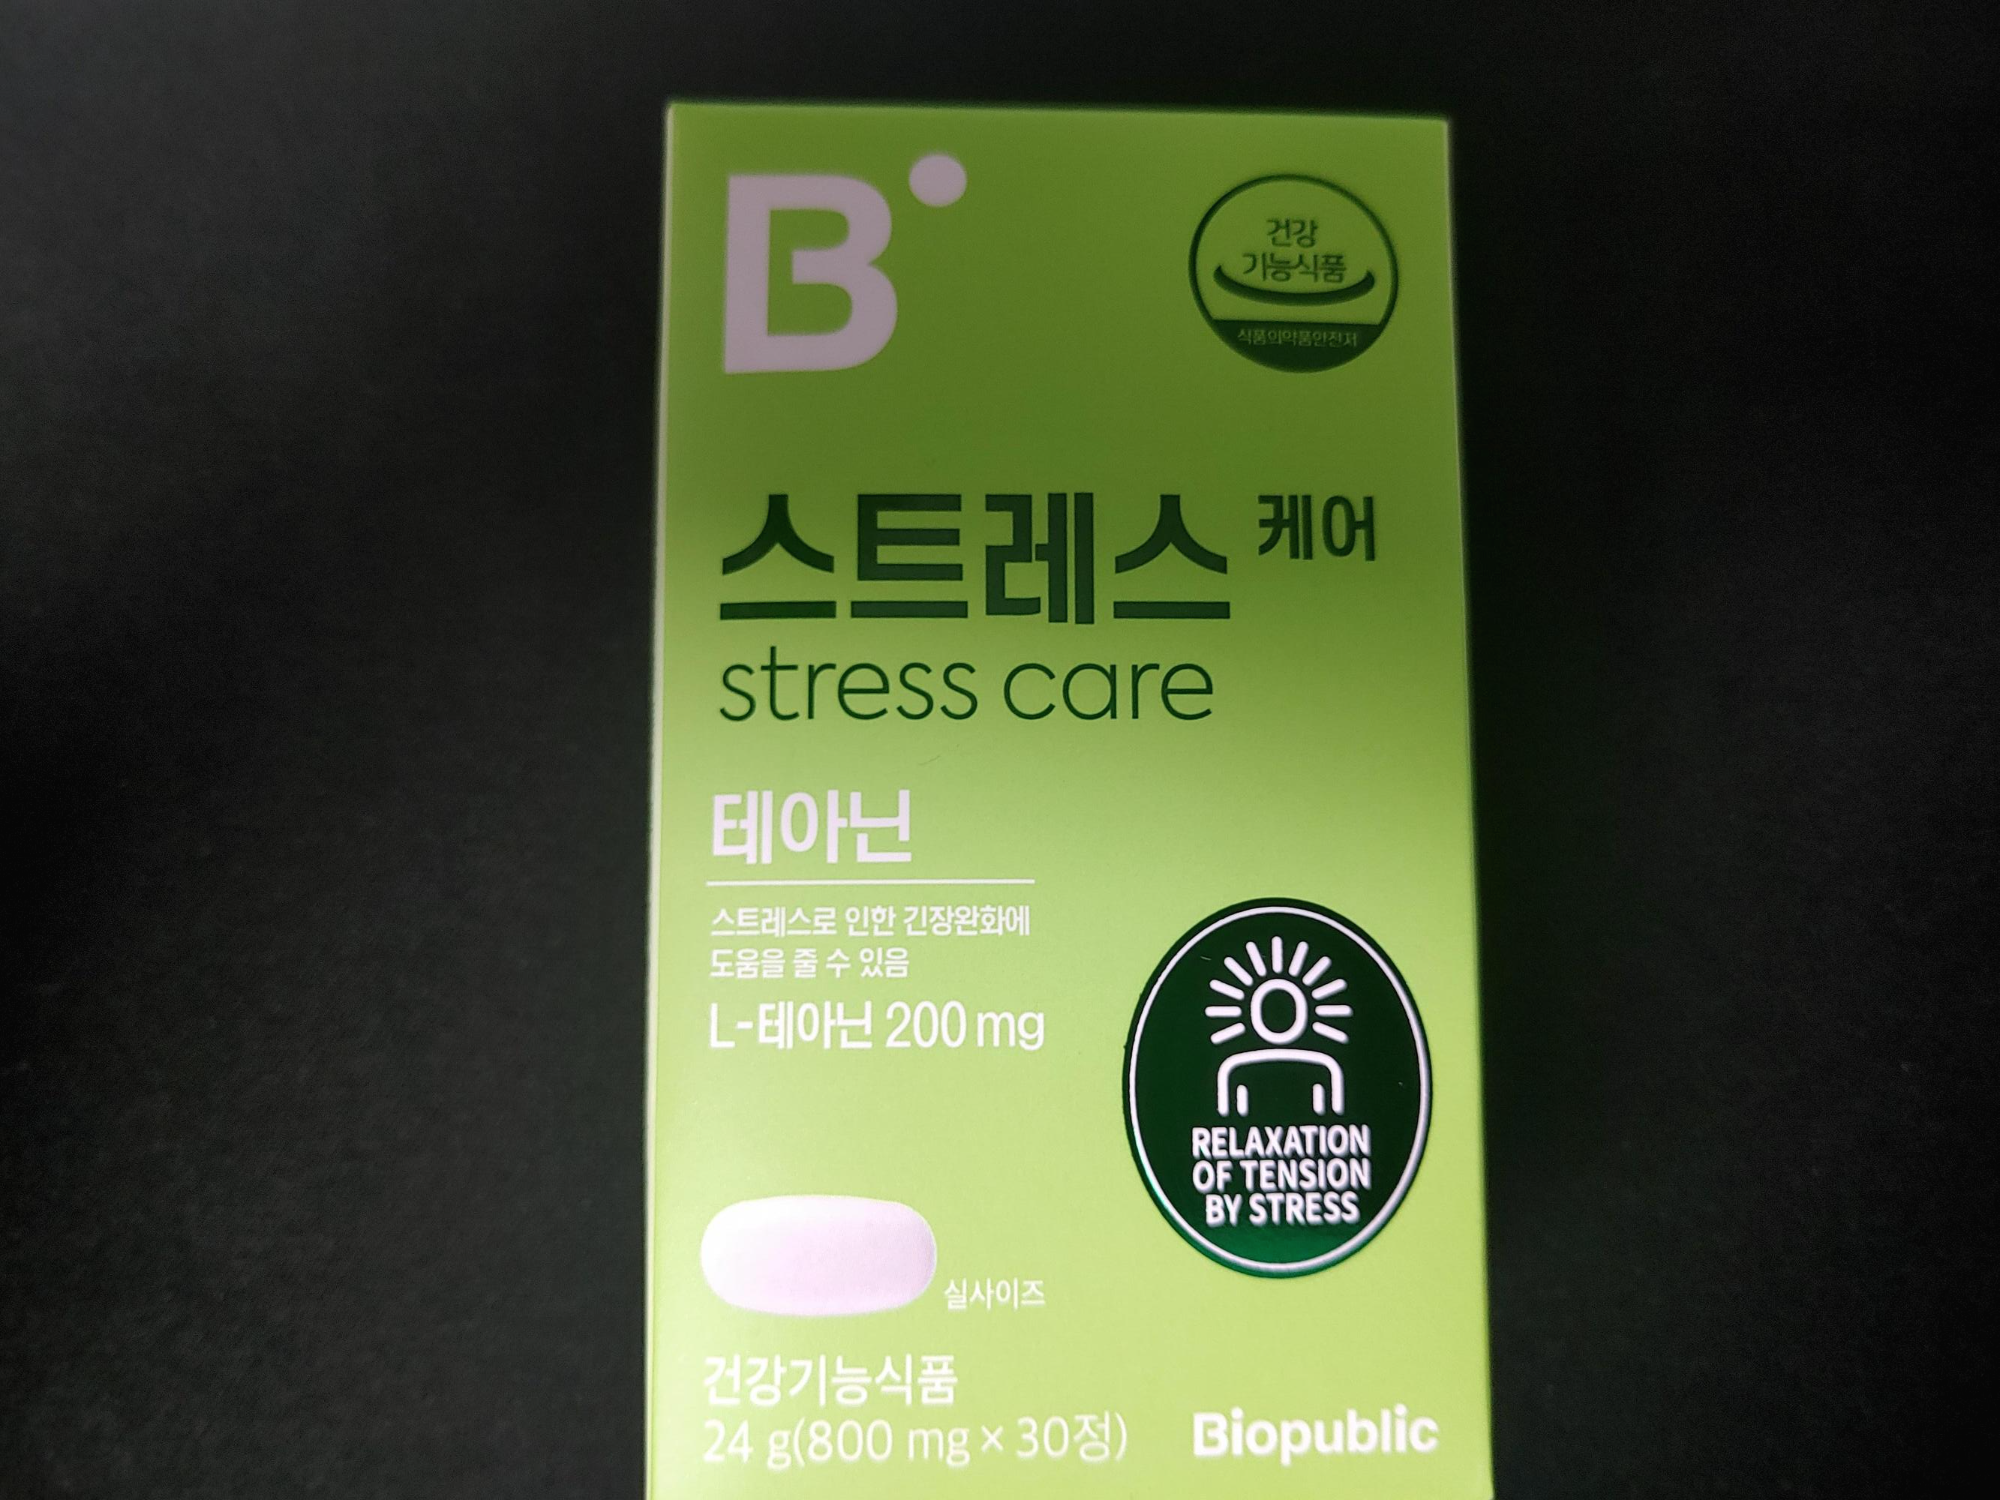 B
건강
기능식품
식품의약품안전처
스트레스 케어
stress care
테아닌
스트레스로 인한 긴장완화에
도움을 줄 수 있음
L-테아닌 200 mg
RELAXATION
OF TENSION
BY STRESS
실사이즈
건강기능식품
24 g(800 mg × 30정)
Biopublic